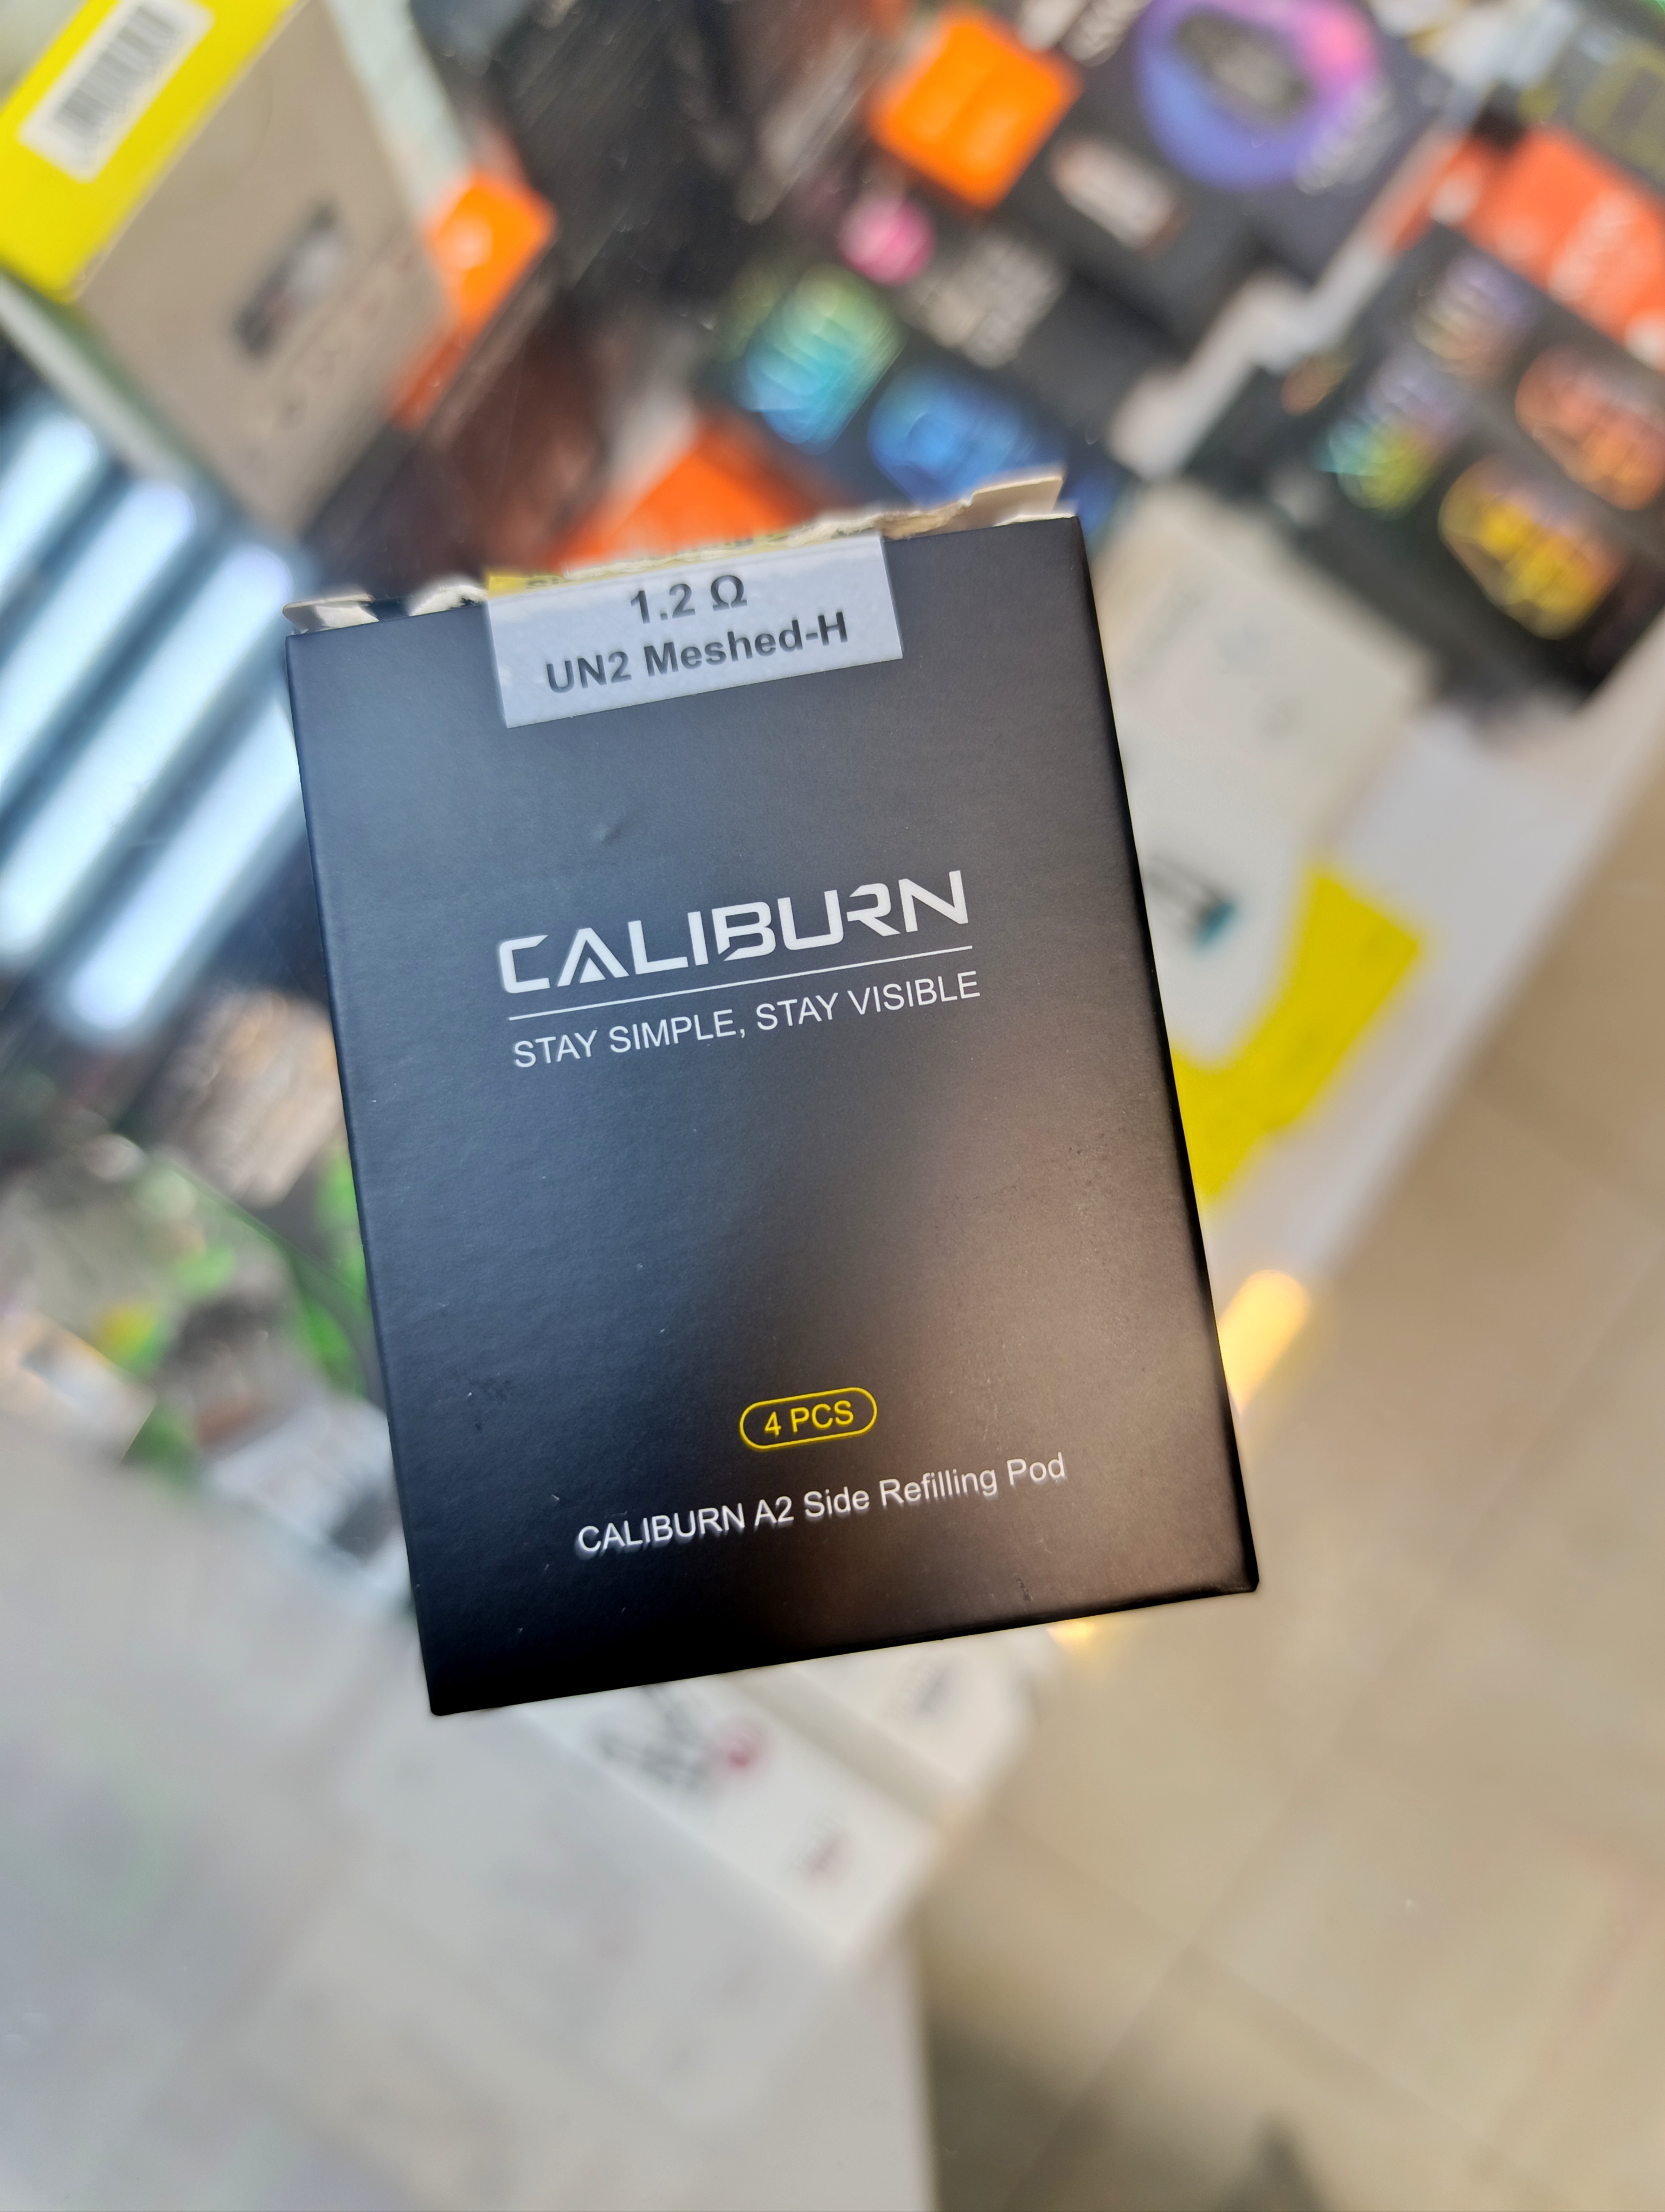 1.2 Ω
UN2 Meshed-H
CALIBURN
STAY SIMPLE, STAY VISIBLE
4 PCS
CALIBURN A2 Side Refilling Pod